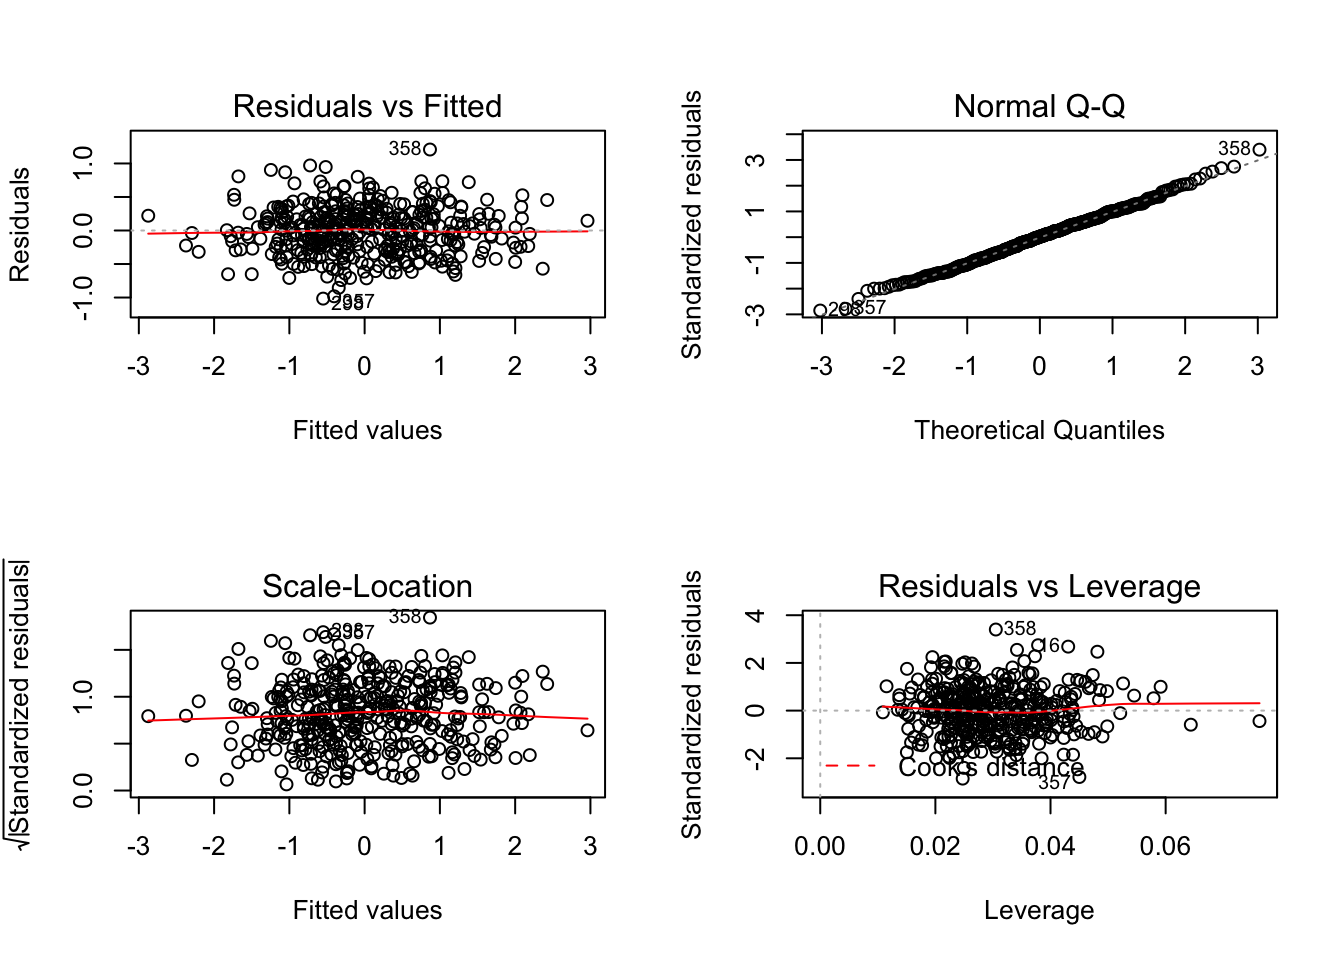 Residuals vs Fitted
Residuals
1.0
0.0
-1.0
358
357
-3 -2 -1 0 1 2 3
Fitted values
Normal Q-Q
Standardized residuals
3
1
-1
-3
358
357
-3 -2 -1 0 1 2 3
Theoretical Quantiles
Scale-Location
√|Standardized residuals|
1.0
0.0
358
357
-3 -2 -1 0 1 2 3
Fitted values
Residuals vs Leverage
Standardized residuals
4
2
0
-2
358
16
357
Cook's distance
0.00 0.02 0.04 0.06
Leverage